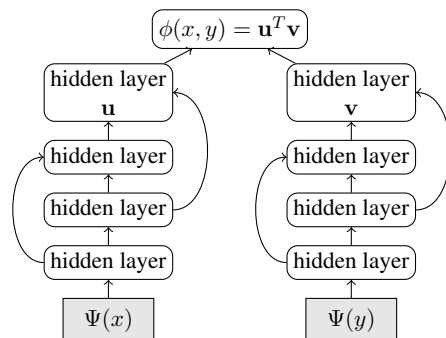 ϕ(x, y) = u^T v
hidden layer
u
hidden layer
hidden layer
hidden layer
Ψ(x)
hidden layer
v
hidden layer
hidden layer
hidden layer
Ψ(y)